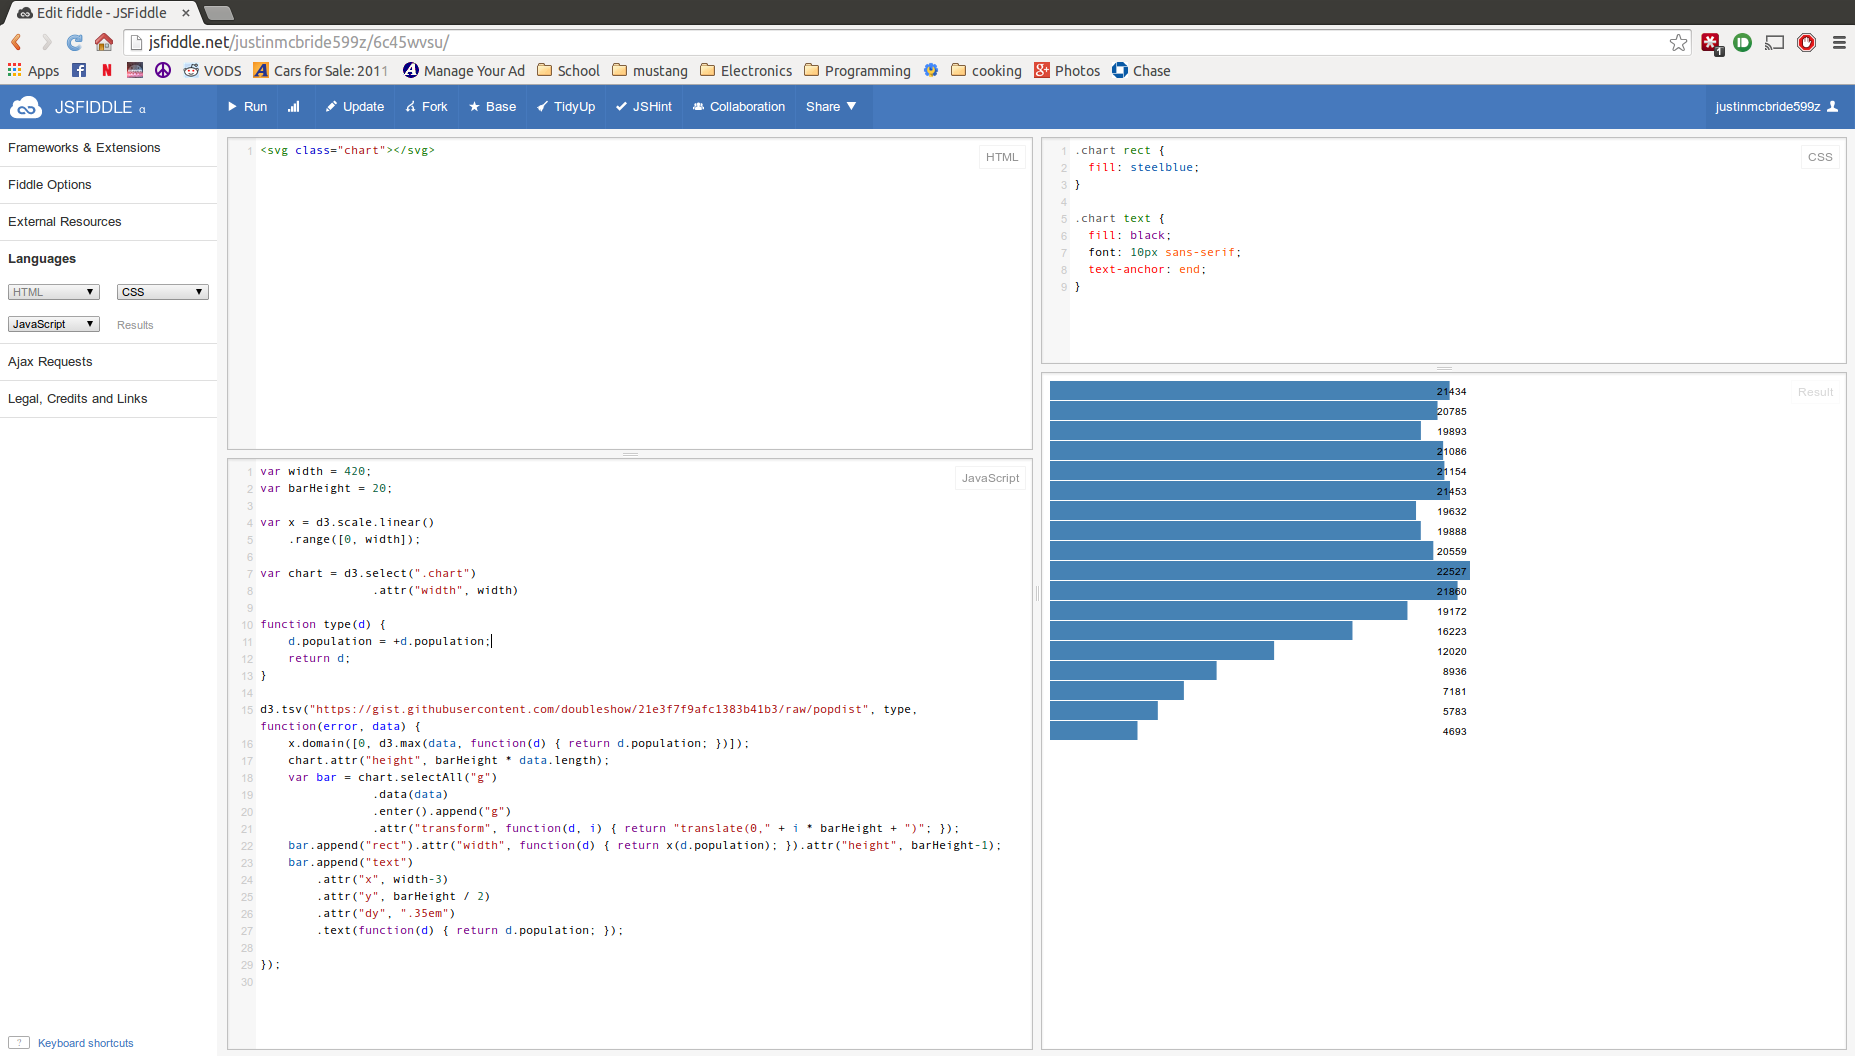 Edit fiddle - JSFiddle
jsfiddle.net/justinmcbride599z/6c45wvsu/
1
Apps VODS Cars for Sale: 2011 Manage Your Ad School mustang Electronics Programming cooking Photos Chase
JSFIDDLE α Run Update Fork Base TidyUp JSHint Collaboration Share justinmcbride599z
Frameworks & Extensions
Fiddle Options
External Resources
Languages
HTML CSS
JavaScript Results
Ajax Requests
Legal, Credits and Links
? Keyboard shortcuts
HTML
1 <svg class="chart"></svg>
CSS
1 .chart rect {
2 fill: steelblue;
3 }
4
5 .chart text {
6 fill: black;
7 font: 10px sans-serif;
8 text-anchor: end;
9 }
JavaScript
1 var width = 420;
2 var barHeight = 20;
3
4 var x = d3.scale.linear()
5 .range([0, width]);
6
7 var chart = d3.select(".chart")
8 .attr("width", width)
9
10 function type(d) {
11 d.population = +d.population;
12 return d;
13 }
14
15 d3.tsv("https://gist.githubusercontent.com/doubleshow/21e3f7f9afc1383b41b3/raw/popdist", type,
function(error, data) {
16 x.domain([0, d3.max(data, function(d) { return d.population; })]);
17 chart.attr("height", barHeight * data.length);
18 var bar = chart.selectAll("g")
19 .data(data)
20 .enter().append("g")
21 .attr("transform", function(d, i) { return "translate(0," + i * barHeight + ")"; });
22 bar.append("rect").attr("width", function(d) { return x(d.population); }).attr("height", barHeight-1);
23 bar.append("text")
24 .attr("x", width-3)
25 .attr("y", barHeight / 2)
26 .attr("dy", ".35em")
27 .text(function(d) { return d.population; });
28
29 });
30
Result
21434
20785
19893
21086
21154
21453
19632
19888
20559
22527
21860
19172
16223
12020
8936
7181
5783
4693